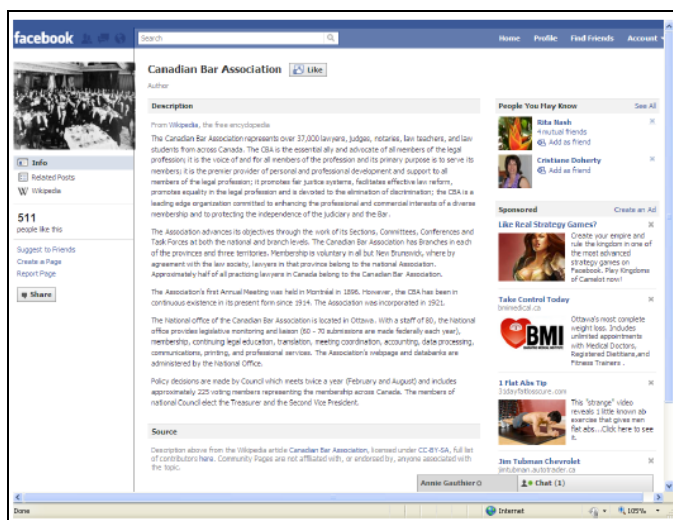 facebook
Search
Home Profile Find Friends Account
Canadian Bar Association Like
Author
Info
Related Posts
Wikipedia
511
people like this
Suggest to Friends
Create a Page
Report Page
Share
Description
From Wikipedia, the free encyclopedia
The Canadian Bar Association represents over 37,000 lawyers, judges, notaries, law teachers, and law
students from across Canada. The CBA is the essential ally and advocate of all members of the legal
profession; it is the voice of and for all members of the profession and its primary purpose is to serve its
members; it is the premier provider of personal and professional development and support to all
members of the legal profession; it promotes fair justice systems, facilitates effective law reform,
promotes equality in the legal profession and is devoted to the elimination of discrimination; the CBA is a
leading edge organization committed to enhancing the professional and commercial interests of a diverse
membership and to protecting the independence of the judiciary and the Bar.
The Association advances its objectives through the work of its Sections, Committees, Conferences and
Task Forces at both the national and branch levels. The Canadian Bar Association has Branches in each
of the provinces and three territories. Membership is voluntary in all but New Brunswick, where by
agreement with the law society, lawyers in that province belong to the national Association.
Approximately half of all practicing lawyers in Canada belong to the Canadian Bar Association.
The Association's first Annual Meeting was held in Montréal in 1896. However, the CBA has been in
continuous existence in its present form since 1914. The Association was incorporated in 1921.
The National office of the Canadian Bar Association is located in Ottawa. With a staff of 80, the National
office provides legislative monitoring and liaison (60 - 70 submissions are made federally each year),
membership, continuing legal education, translation, meeting coordination, accounting, data processing,
communications, printing, and professional services. The Association's webpage and databanks are
administered by the National Office.
Policy decisions are made by Council which meets twice a year (February and August) and includes
approximately 225 voting members representing the membership across Canada. The members of
national Council elect the Treasurer and the Second Vice President.
Source
Description above from the Wikipedia article Canadian Bar Association, licensed under CC-BY-SA, full list
of contributors here. Community Pages are not affiliated with, or endorsed by, anyone associated with
the topic.
People You May Know See All
Rita Bash
4 mutual friends
Add as friend
Cristiane Doherty
Add as friend
Sponsored Create an Ad
Like Real Strategy Games?
Create your empire and
rule the kingdom in one of
the most advanced
strategy games on
Facebook. Play Kingdoms
of Camelot now!
Take Control Today
bmimedical.ca
BMI
Ottawa's most complete
weight loss. Includes
unlimited appointments
with Medical Doctors,
Registered Dietitians,and
Fitness Trainers .
1 Flat Abs Tip
31dayfatlosscure.com
This "strange" video
reveals 1 little known ab
exercise that gives men
flat abs...Click here to see
it.
Jim Tubman Chevrolet
jimtubman.autotrader.ca
Annie Gauthier
Chat (1)
Done
Internet
105%